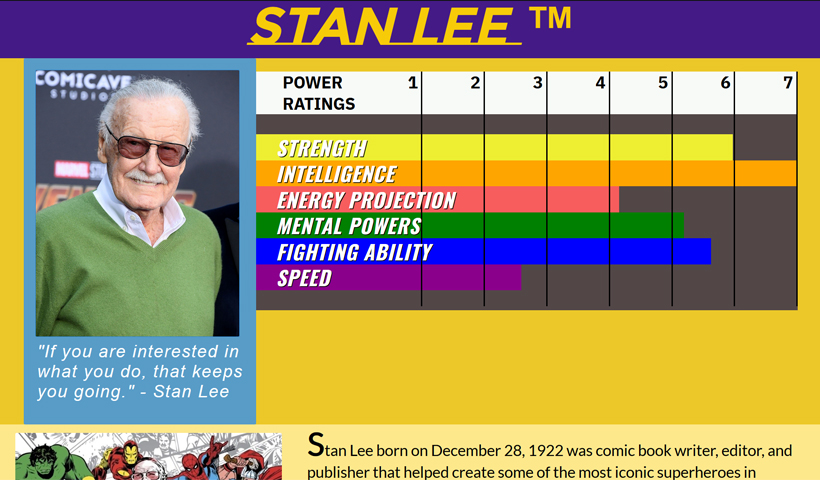 STAN LEE ™
COMICAVE
STUDIO
MARVEL
POWER RATINGS 1 2 3 4 5 6 7
STRENGTH
INTELLIGENCE
ENERGY PROJECTION
MENTAL POWERS
FIGHTING ABILITY
SPEED
"If you are interested in
what you do, that keeps
you going." - Stan Lee
Stan Lee born on December 28, 1922 was comic book writer, editor, and
publisher that helped create some of the most iconic superheroes in